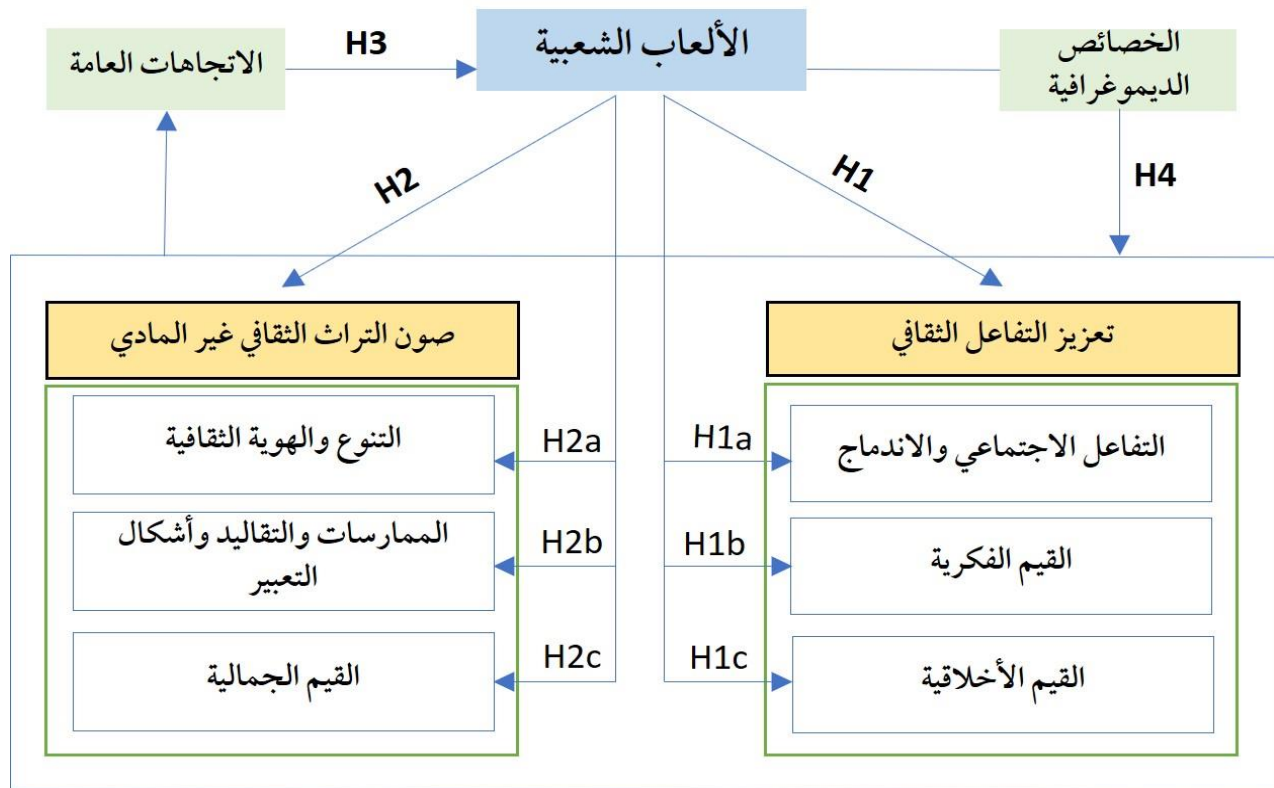 الألعاب الشعبية
الخصائص
الديموغرافية
H3
الاتجاهات العامة
H4
H1
H2
تعزيز التفاعل الثقافي
التفاعل الاجتماعي والاندماج
القيم الفكرية
القيم الأخلاقية
H1a
H1b
H1c
صون التراث الثقافي غير المادي
التنوع والهوية الثقافية
الممارسات والتقاليد وأشكال
التعبير
القيم الجمالية
H2a
H2b
H2c